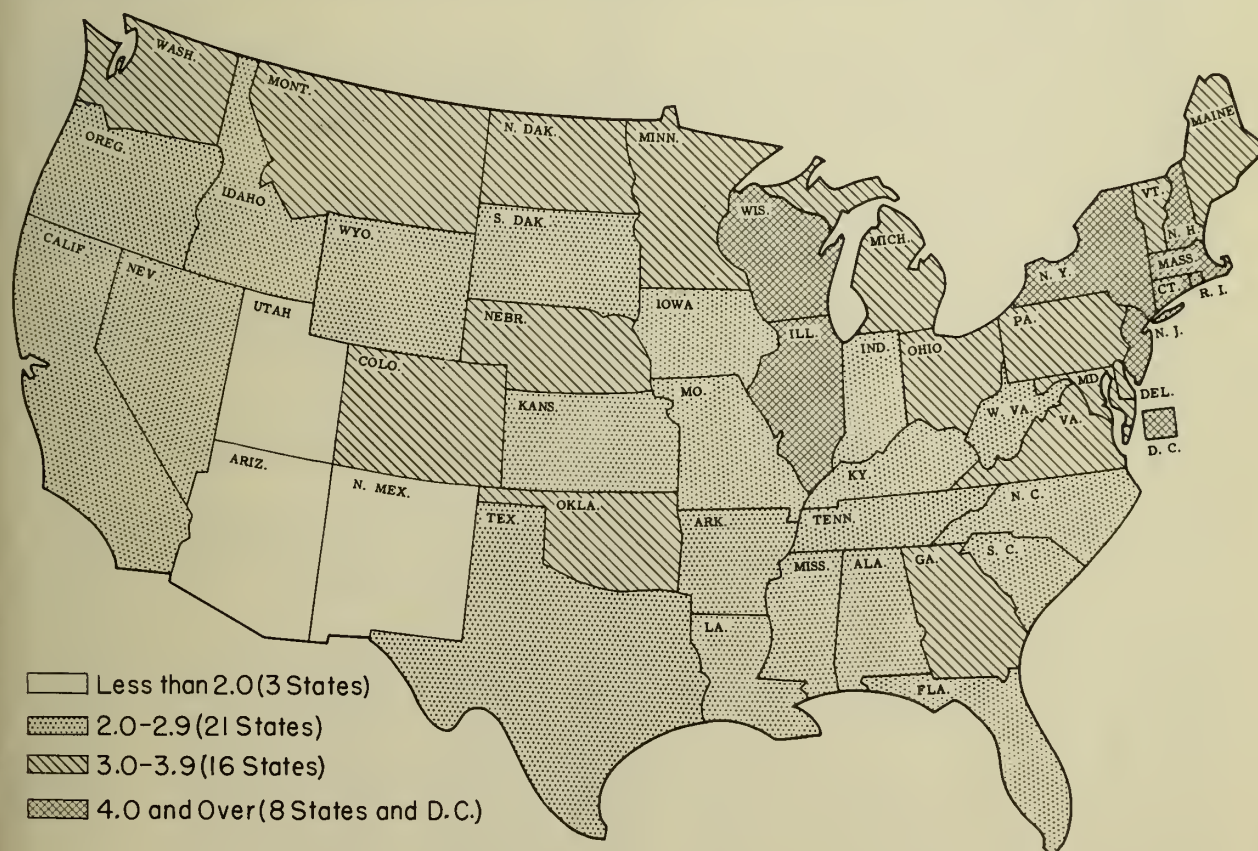 WASH.
MONT.
N. DAK.
MINN.
MAINE
OREG.
IDAHO
S. DAK.
WIS.
VT.
WYO.
MICH.
N. H
CALIF
NEV
MASS.
N. Y.
CT.
R. I.
UTAH
IOWA
NEBR.
PA.
N. J.
ILL.
IND.
OHIO
COLO.
MD
DEL.
MO.
KANS.
W. VA.
VA.
D. C.
ARIZ.
N. MEX.
KY.
N. C.
OKLA.
TEX.
ARK.
TENN.
S. C.
MISS.
ALA.
GA.
LA.
FLA.
Less than 2.0 (3 States)
2.0-2.9 (21 States)
3.0-3.9 (16 States)
4.0 and Over (8 States and D.C.)